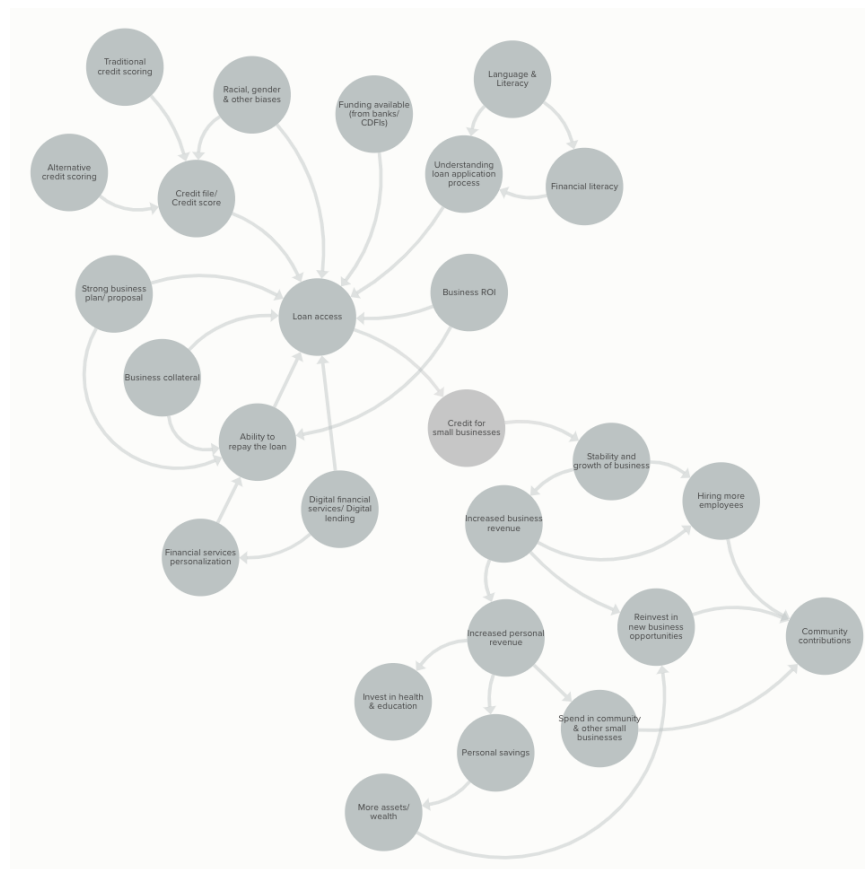 Traditional
credit scoring
Racial, gender
& other biases
Funding available
(from banks/
CDFIs)
Language &
Literacy
Alternative
credit scoring
Credit file/
Credit score
Understanding
loan application
process
Financial literacy
Strong business
plan/ proposal
Loan access
Business ROI
Business collateral
Ability to
repay the loan
Credit for
small businesses
Stability and
growth of business
Digital financial
services/ Digital
lending
Increased business
revenue
Hiring more
employees
Financial services
personalization
Increased personal
revenue
Reinvest in
new business
opportunities
Community
contributions
Invest in health
& education
Spend in community
& other small
businesses
Personal savings
More assets/
wealth